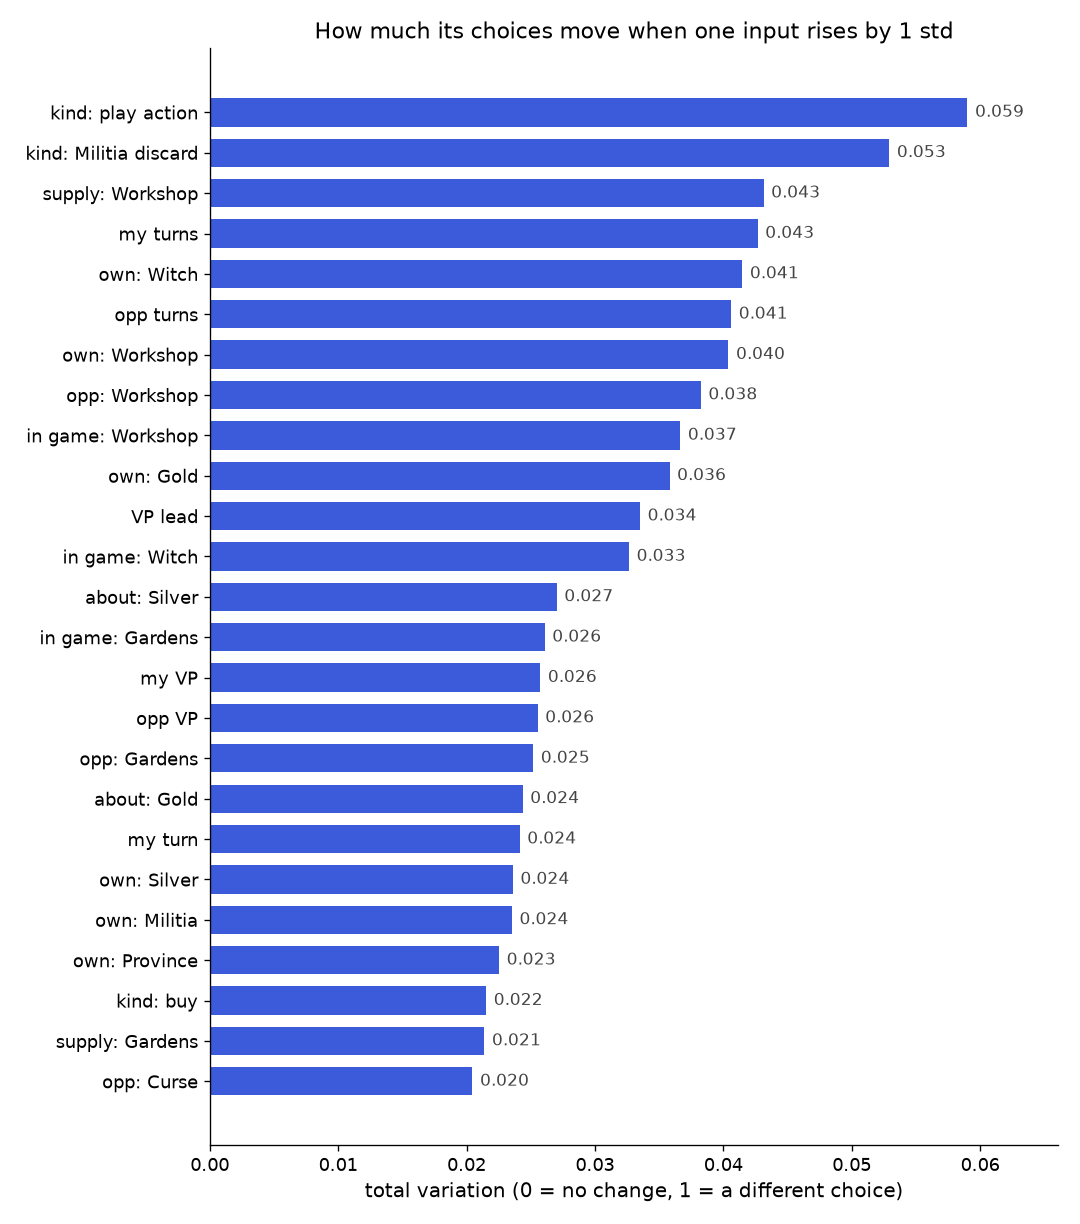 How much its choices move when one input rises by 1 std
kind: play action 0.059
kind: Militia discard 0.053
supply: Workshop 0.043
my turns 0.043
own: Witch 0.041
opp turns 0.041
own: Workshop 0.040
opp: Workshop 0.038
in game: Workshop 0.037
own: Gold 0.036
VP lead 0.034
in game: Witch 0.033
about: Silver 0.027
in game: Gardens 0.026
my VP 0.026
opp VP 0.026
opp: Gardens 0.025
about: Gold 0.024
my turn 0.024
own: Silver 0.024
own: Militia 0.024
own: Province 0.023
kind: buy 0.022
supply: Gardens 0.021
opp: Curse 0.020
0.00 0.01 0.02 0.03 0.04 0.05 0.06
total variation (0 = no change, 1 = a different choice)